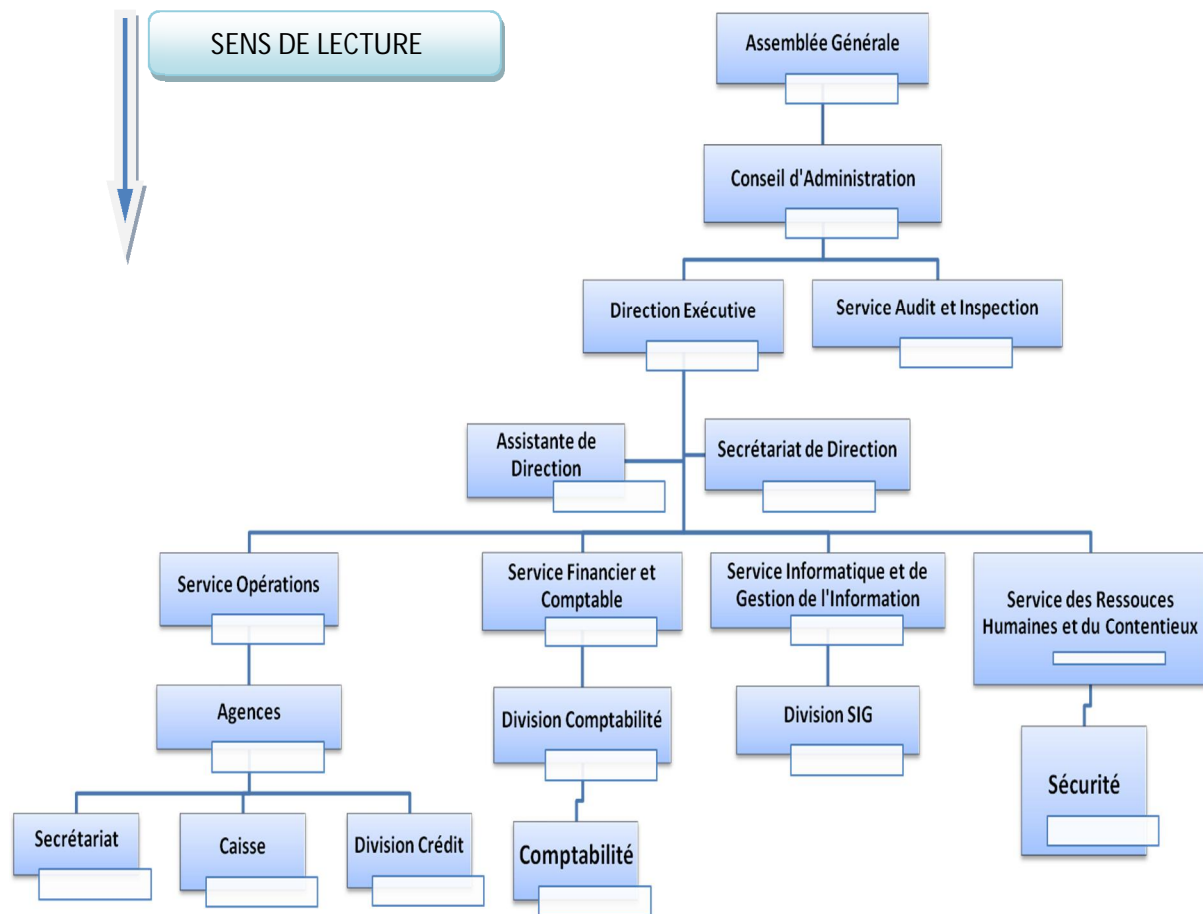 SENS DE LECTURE
Assemblée Générale
Conseil d'Administration
Direction Exécutive
Service Audit et Inspection
Assistante de
Direction
Secrétariat de Direction
Service Opérations
Service Financier et
Comptable
Service Informatique et de
Gestion de l'Information
Service des Ressouces
Humaines et du Contentieux
Agences
Division Comptabilité
Division SIG
Sécurité
Secrétariat
Caisse
Division Crédit
Comptabilité